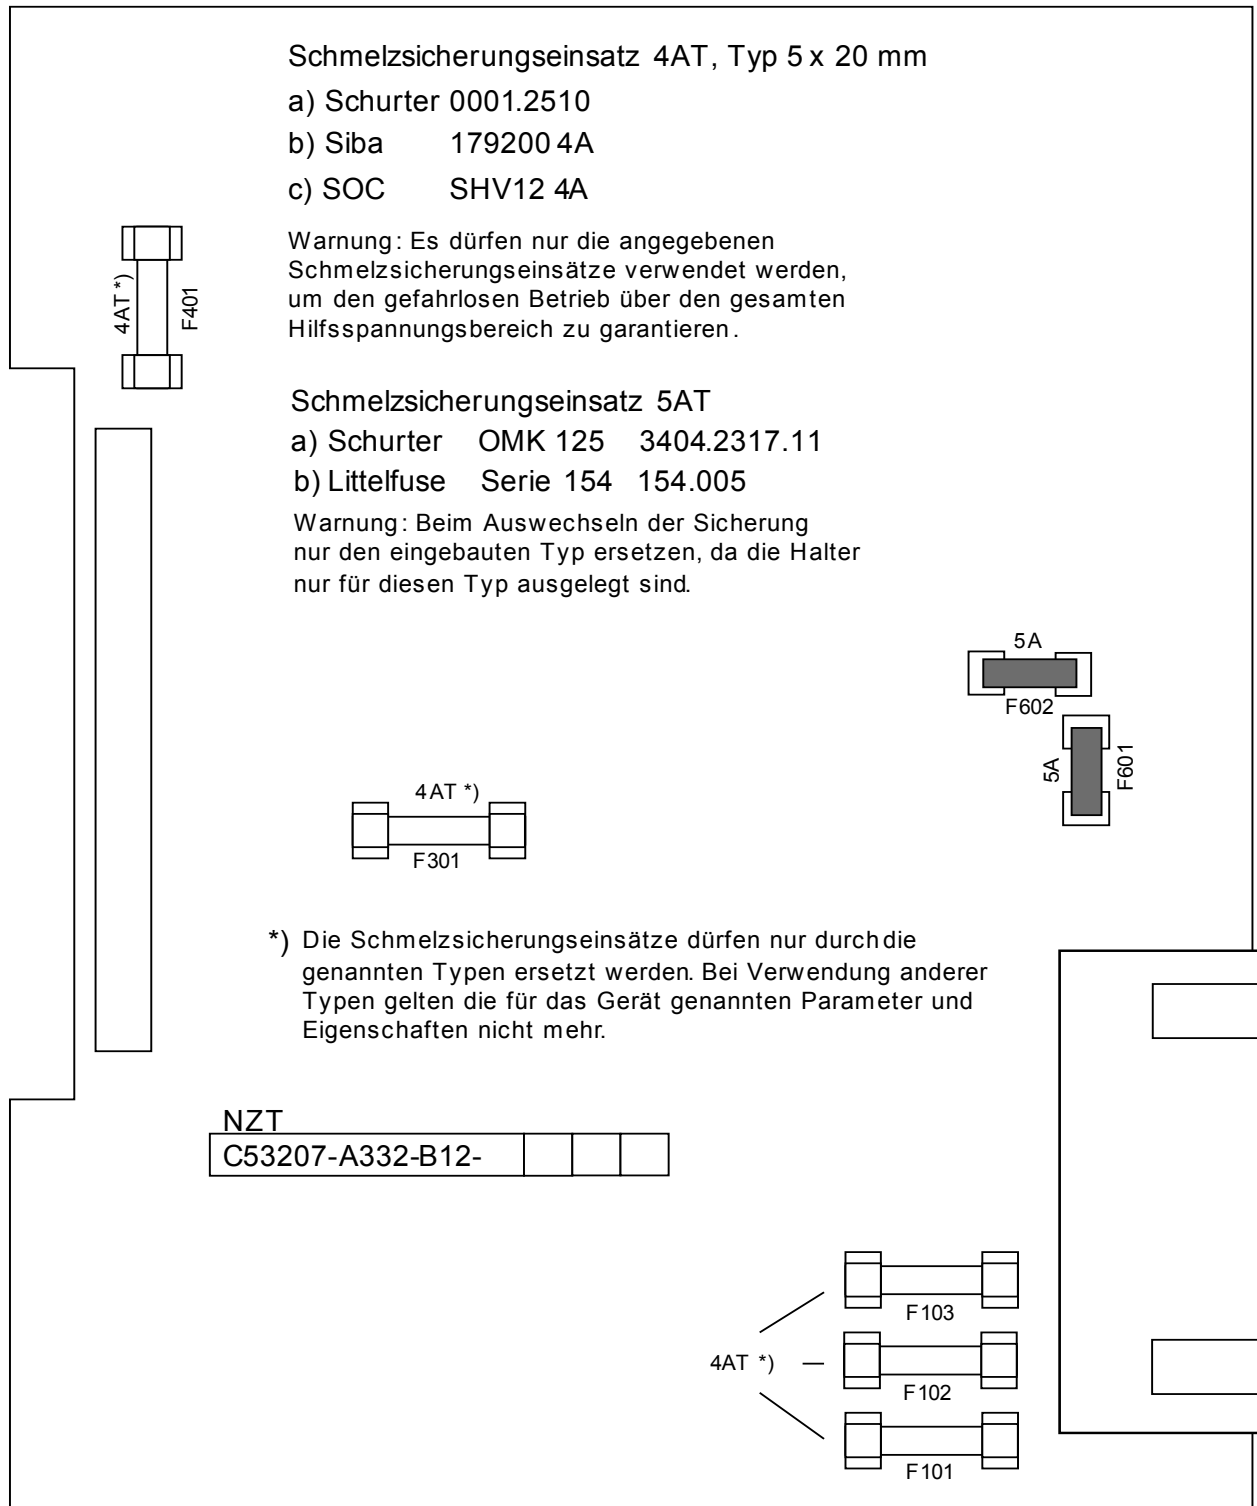 Schmelzsicherungseinsatz 4AT, Typ 5 x 20 mm
a) Schurter 0001.2510
b) Siba 179200 4A
c) SOC SHV12 4A
Warnung: Es dürfen nur die angegebenen
Schmelzsicherungseinsätze verwendet werden,
um den gefahrlosen Betrieb über den gesamten
Hilfsspannungsbereich zu garantieren.
4AT *)
F401
Schmelzsicherungseinsatz 5AT
a) Schurter OMK 125 3404.2317.11
b) Littelfuse Serie 154 154.005
Warnung: Beim Auswechseln der Sicherung
nur den eingebauten Typ ersetzen, da die Halter
nur für diesen Typ ausgelegt sind.
5A
F602
5A
F601
4AT *)
F301
*) Die Schmelzsicherungseinsätze dürfen nur durch die
genannten Typen ersetzt werden. Bei Verwendung anderer
Typen gelten die für das Gerät genannten Parameter und
Eigenschaften nicht mehr.
NZT
C53207-A332-B12-
F103
4AT *)
F102
F101